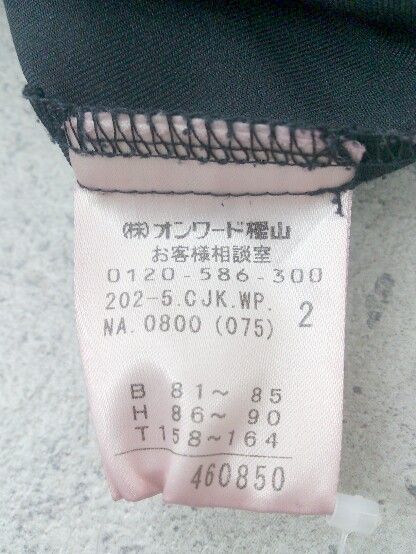 (株)オンワード樫山
お客様相談室
0120-586-300
202-5.CJK.WP.
NA.0800(075) 2
B 81~ 85
H 86~ 90
T158~164
460850